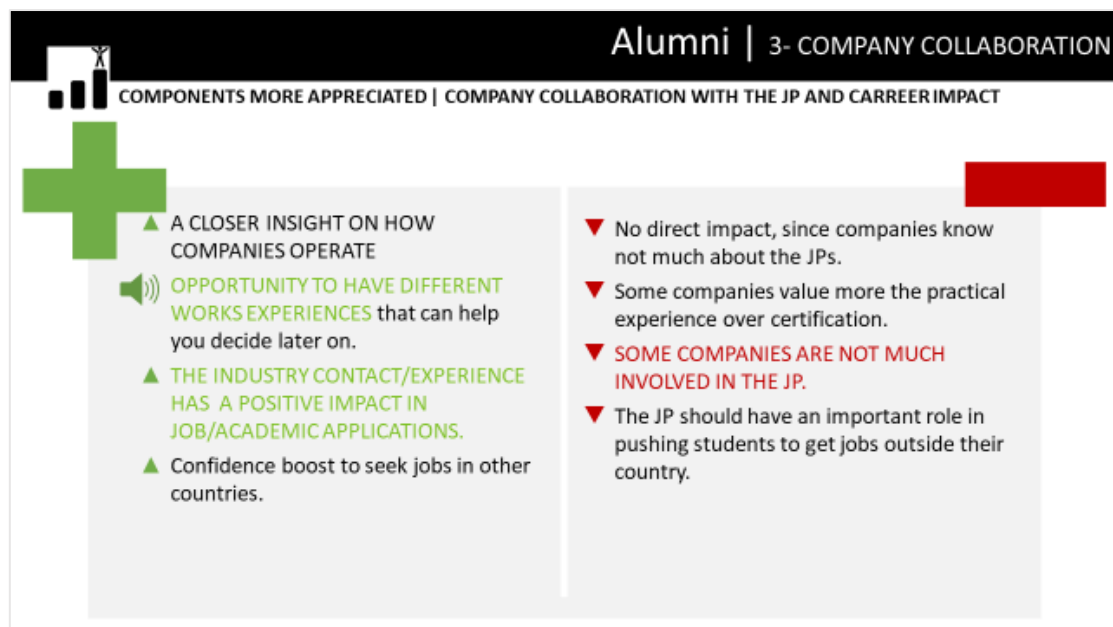 Alumni | 3- COMPANY COLLABORATION
COMPONENTS MORE APPRECIATED | COMPANY COLLABORATION WITH THE JP AND CARREER IMPACT
A CLOSER INSIGHT ON HOW
COMPANIES OPERATE
OPPORTUNITY TO HAVE DIFFERENT
WORKS EXPERIENCES that can help
you decide later on.
THE INDUSTRY CONTACT/EXPERIENCE
HAS A POSITIVE IMPACT IN
JOB/ACADEMIC APPLICATIONS.
Confidence boost to seek jobs in other
countries.
No direct impact, since companies know
not much about the JPs.
Some companies value more the practical
experience over certification.
SOME COMPANIES ARE NOT MUCH
INVOLVED IN THE JP.
The JP should have an important role in
pushing students to get jobs outside their
country.